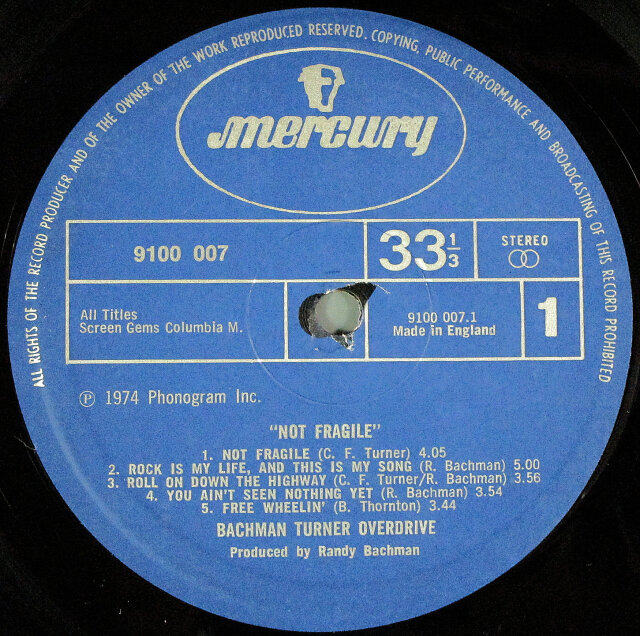 ALL RIGHTS OF THE RECORD PRODUCER AND OF THE OWNER OF THE WORK REPRODUCED RESERVED. COPYING, PUBLIC PERFORMANCE AND BROADCASTING OF THIS RECORD PROHIBITED
mercury
9100 007
33 1/3
STEREO
All Titles
Screen Gems Columbia M.
9100 007.1
Made in England
1
℗ 1974 Phonogram Inc.
"NOT FRAGILE"
1. NOT FRAGILE (C. F. Turner) 4.05
2. ROCK IS MY LIFE, AND THIS IS MY SONG (R. Bachman) 5.00
3. ROLL ON DOWN THE HIGHWAY (C. F. Turner/R. Bachman) 3.56
4. YOU AIN'T SEEN NOTHING YET (R. Bachman) 3.54
5. FREE WHEELIN' (B. Thornton) 3.44
BACHMAN TURNER OVERDRIVE
Produced by Randy Bachman